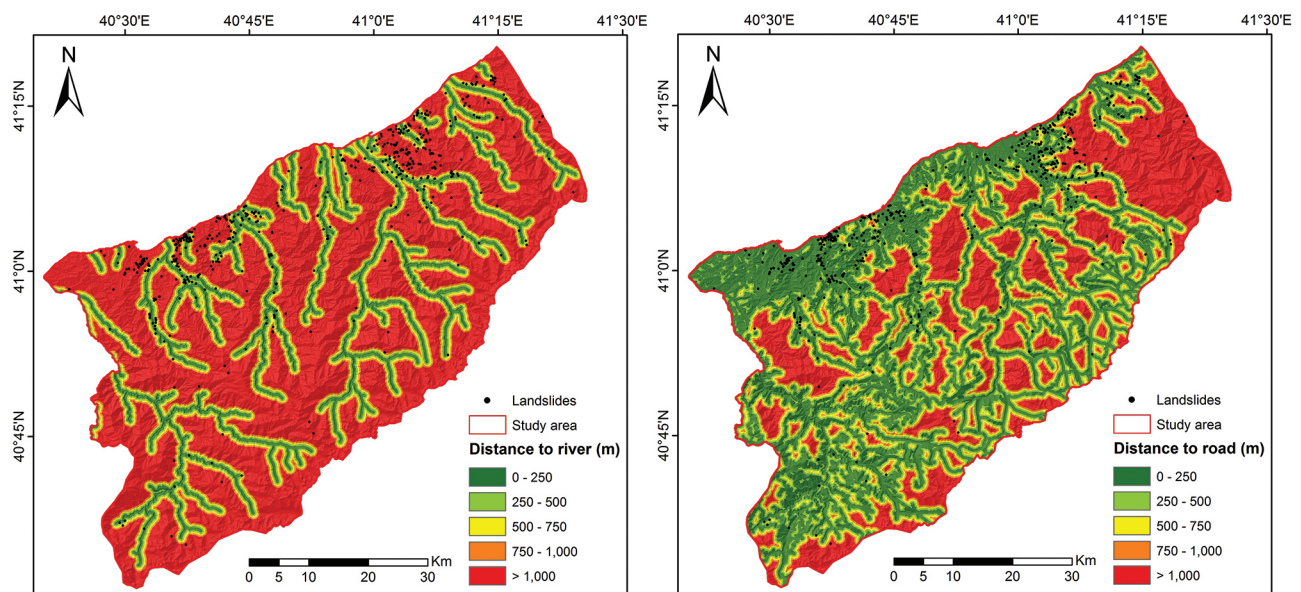 40°30'E 40°45'E 41°0'E 41°15'E 41°30'E
N
41°15'N
41°0'N
40°45'N
Landslides
Study area
Distance to river (m)
0 - 250
250 - 500
500 - 750
750 - 1,000
> 1,000
Km
0 5 10 20 30
40°30'E 40°45'E 41°0'E 41°15'E 41°30'E
N
41°15'N
41°0'N
40°45'N
Landslides
Study area
Distance to road (m)
0 - 250
250 - 500
500 - 750
750 - 1,000
> 1,000
Km
0 5 10 20 30